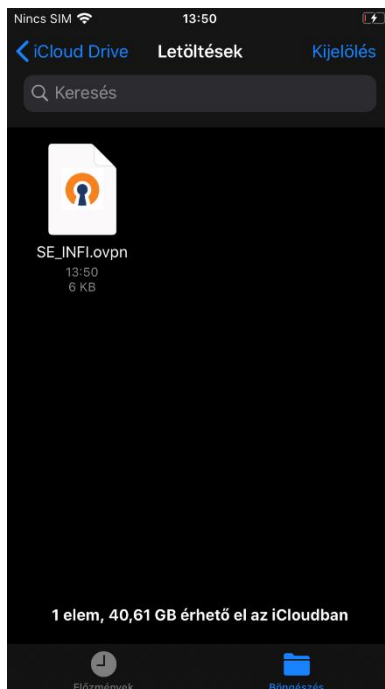 Nincs SIM 13:50
iCloud Drive Letöltések Kijelölés
Keresés
SE_INFI.ovpn
13:50
6 KB
1 elem, 40,61 GB érhető el az iCloudban
Előzmények Böngészés